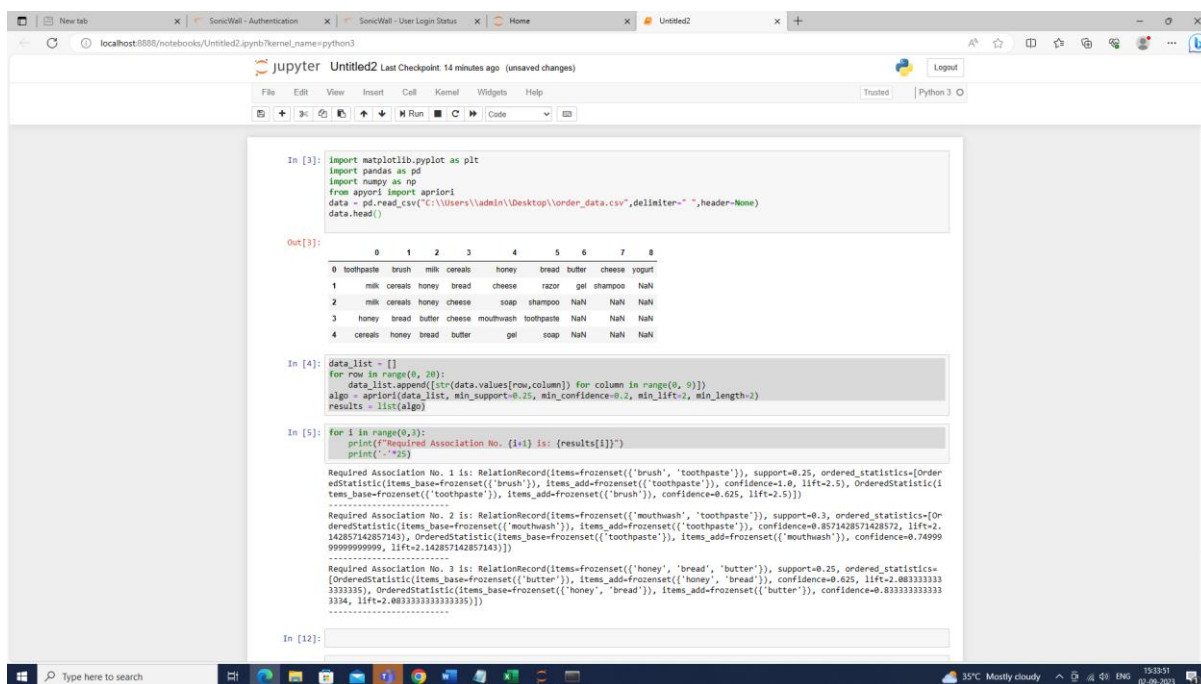 New tab
SonicWall - Authentication
SonicWall - User Login Status
Home
Untitled2
localhost:8888/notebooks/Untitled2.ipynb?kernel_name=python3
jupyter Untitled2 Last Checkpoint: 14 minutes ago (unsaved changes)
Logout
File Edit View Insert Cell Kernel Widgets Help
Trusted
Python 3
Run
Code
In [3]: import matplotlib.pyplot as plt
import pandas as pd
import numpy as np
from apyori import apriori
data = pd.read_csv("C:\\Users\\admin\\Desktop\\order_data.csv",delimiter=" ",header=None)
data.head()
Out[3]:
0 1 2 3 4 5 6 7 8
0 toothpaste brush milk cereals honey bread butter cheese yogurt
1 milk cereals honey bread cheese razor gel shampoo NaN
2 milk cereals honey cheese soap shampoo NaN NaN NaN
3 honey bread butter cheese mouthwash toothpaste NaN NaN NaN
4 cereals honey bread butter gel soap NaN NaN NaN
In [4]: data_list = []
for row in range(0, 20):
data_list.append([str(data.values[row,column]) for column in range(0, 9)])
algo = apriori(data_list, min_support=0.25, min_confidence=0.2, min_lift=2, min_length=2)
results = list(algo)
In [5]: for i in range(0,3):
print(f"Required Association No. {i+1} is: {results[i]}")
print('-'*25)
Required Association No. 1 is: RelationRecord(items=frozenset({'brush', 'toothpaste'}), support=0.25, ordered_statistics=[Order
edStatistic(items_base=frozenset({'brush'}), items_add=frozenset({'toothpaste'}), confidence=1.0, lift=2.5), OrderedStatistic(i
tems_base=frozenset({'toothpaste'}), items_add=frozenset({'brush'}), confidence=0.625, lift=2.5)])
-------------------------
Required Association No. 2 is: RelationRecord(items=frozenset({'mouthwash', 'toothpaste'}), support=0.3, ordered_statistics=[Or
deredStatistic(items_base=frozenset({'mouthwash'}), items_add=frozenset({'toothpaste'}), confidence=0.8571428571428572, lift=2.
142857142857143), OrderedStatistic(items_base=frozenset({'toothpaste'}), items_add=frozenset({'mouthwash'}), confidence=0.74999
99999999999, lift=2.142857142857143)])
-------------------------
Required Association No. 3 is: RelationRecord(items=frozenset({'honey', 'bread', 'butter'}), support=0.25, ordered_statistics=
[OrderedStatistic(items_base=frozenset({'butter'}), items_add=frozenset({'honey', 'bread'}), confidence=0.625, lift=2.083333333
3333335), OrderedStatistic(items_base=frozenset({'honey', 'bread'}), items_add=frozenset({'butter'}), confidence=0.833333333333
3334, lift=2.0833333333333335)])
-------------------------
In [12]:
Type here to search
35°C Mostly cloudy
ENG
15:33:51
02-09-2023